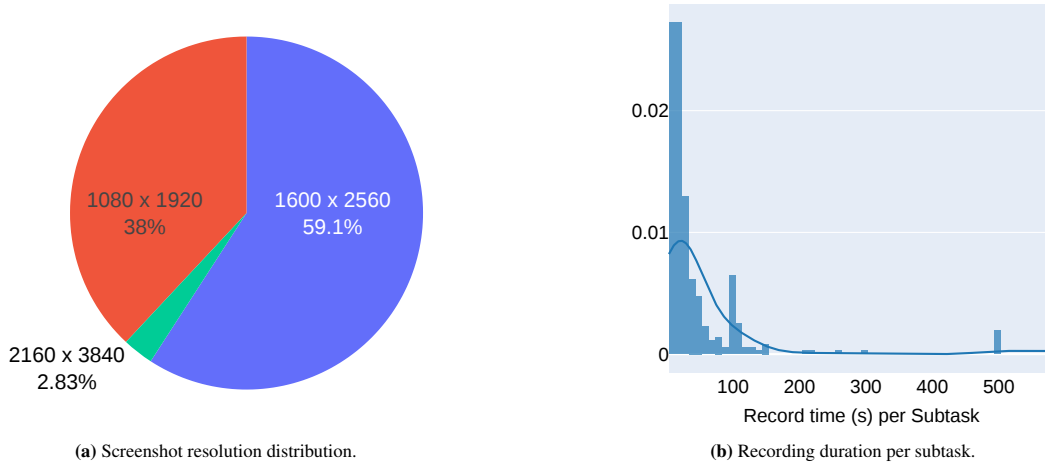 1080 x 1920
38%
1600 x 2560
59.1%
2160 x 3840
2.83%
(a) Screenshot resolution distribution.
0.02
0.01
0
100 200 300 400 500
Record time (s) per Subtask
(b) Recording duration per subtask.